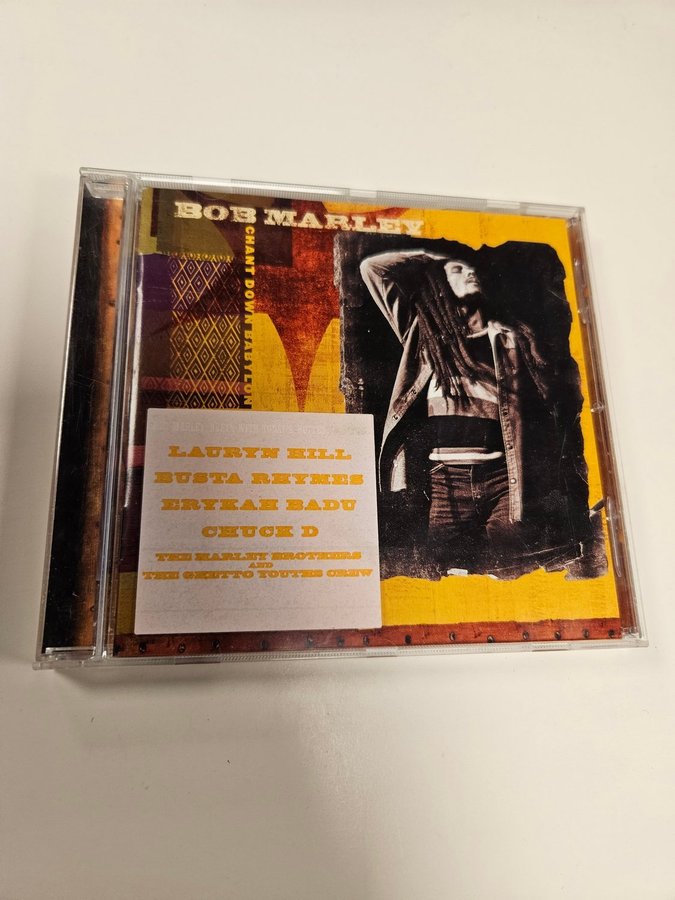 BOB MARLEY
CHANT DOWN BABYLON
LAURYN HILL
BUSTA RHYMES
ERYKAH BADU
CHUCK D
THE MARLEY BROTHERS
AND
THE GHETTO YOUTHS CREW